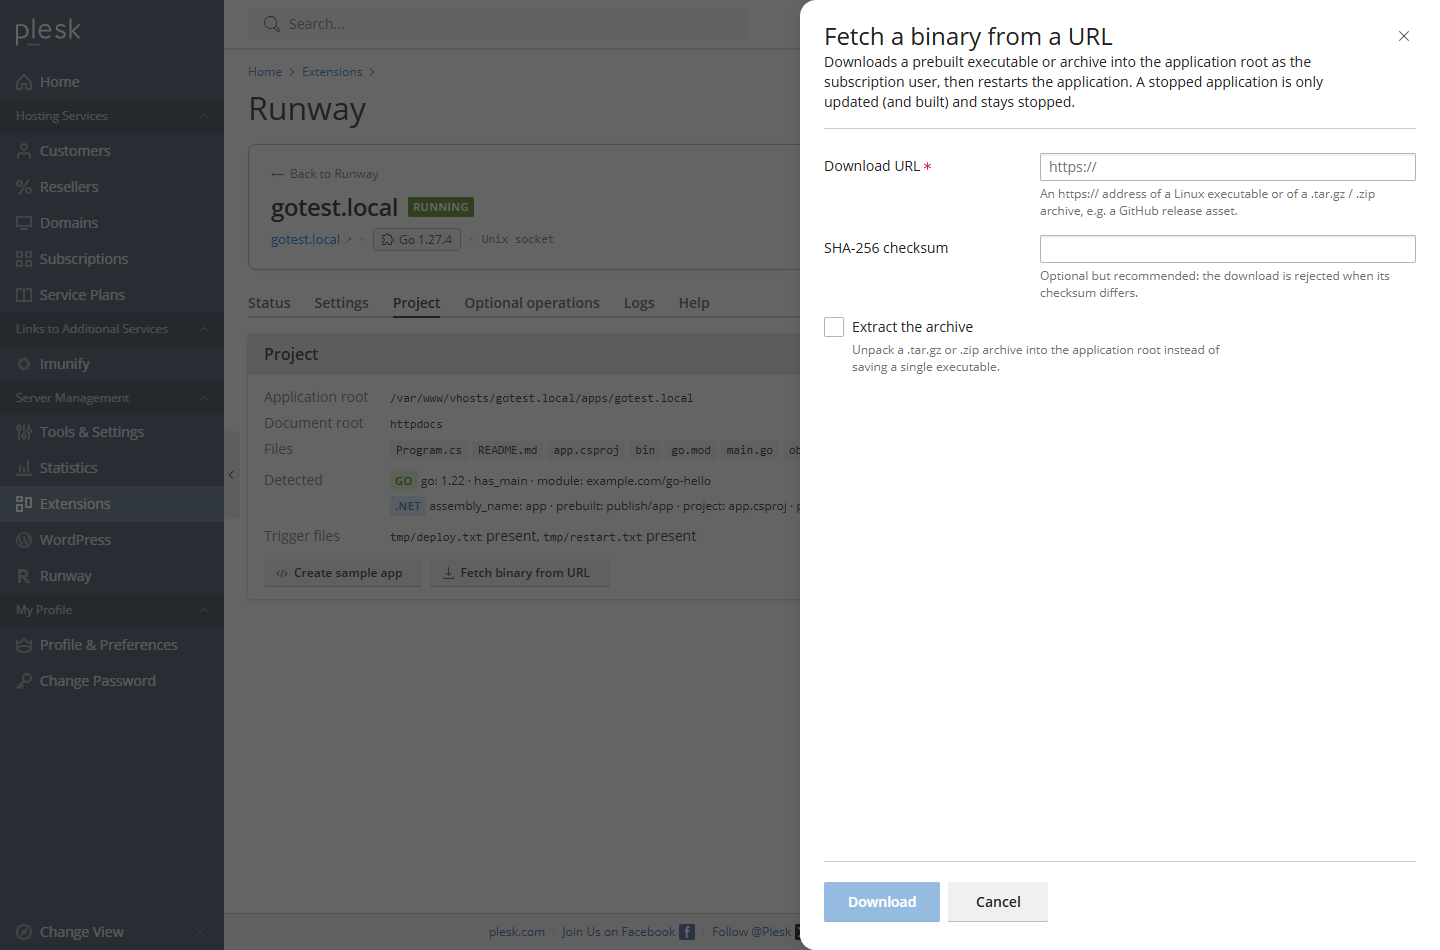 plesk
Home
Hosting Services
Customers
Resellers
Domains
Subscriptions
Service Plans
Links to Additional Services
Imunify
Server Management
Tools & Settings
Statistics
Extensions
WordPress
Runway
My Profile
Profile & Preferences
Change Password
Change View
Search...
Home > Extensions >
Runway
← Back to Runway
gotest.local RUNNING
gotest.local · Go 1.27.4 · Unix socket
Status Settings Project Optional operations Logs Help
Project
Application root /var/www/vhosts/gotest.local/apps/gotest.local
Document root httpdocs
Files Program.cs README.md app.csproj bin go.mod main.go
Detected GO go: 1.22 · has_main · module: example.com/go-hello
.NET assembly_name: app · prebuilt: publish/app · project: app.csproj ·
Trigger files tmp/deploy.txt present, tmp/restart.txt present
Create sample app Fetch binary from URL
plesk.com Join Us on Facebook Follow @Plesk
Fetch a binary from a URL
Downloads a prebuilt executable or archive into the application root as the
subscription user, then restarts the application. A stopped application is only
updated (and built) and stays stopped.
Download URL * https://
An https:// address of a Linux executable or of a .tar.gz / .zip
archive, e.g. a GitHub release asset.
SHA-256 checksum
Optional but recommended: the download is rejected when its
checksum differs.
Extract the archive
Unpack a .tar.gz or .zip archive into the application root instead of
saving a single executable.
Download Cancel